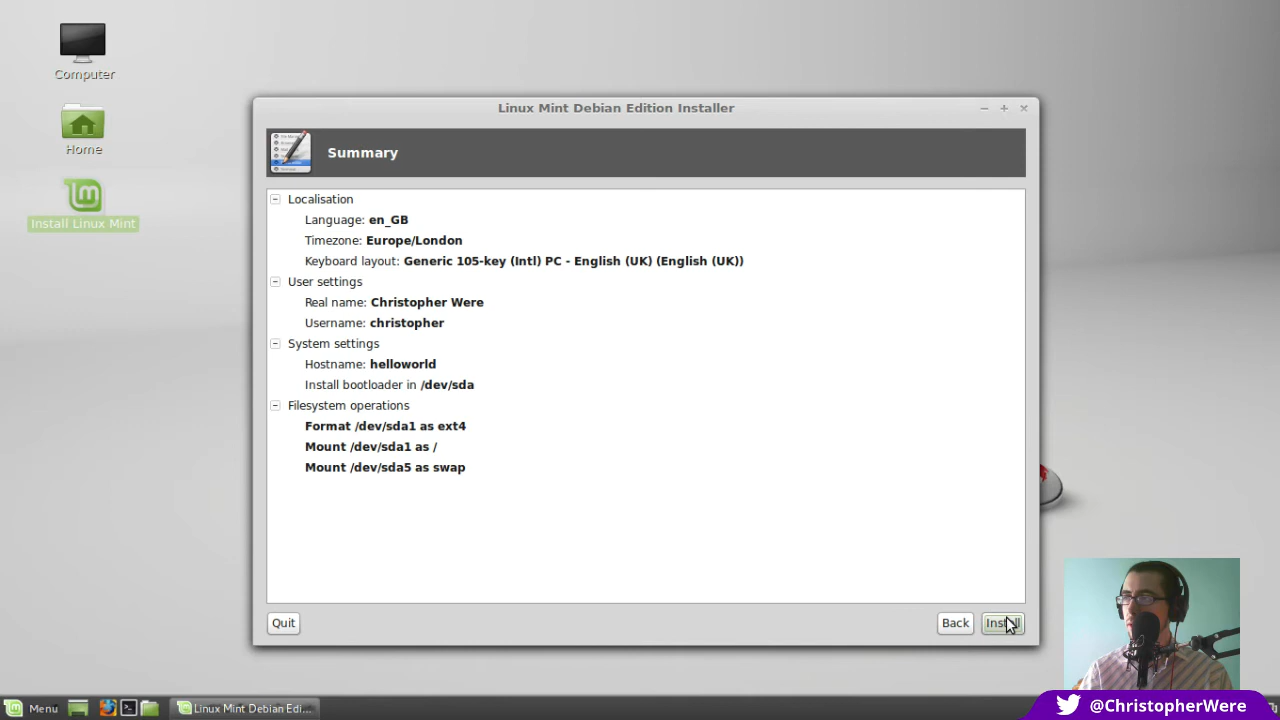 Computer
Home
Install Linux Mint
Linux Mint Debian Edition Installer
Summary
Localisation
Language: en_GB
Timezone: Europe/London
Keyboard layout: Generic 105-key (Intl) PC - English (UK) (English (UK))
User settings
Real name: Christopher Were
Username: christopher
System settings
Hostname: helloworld
Install bootloader in /dev/sda
Filesystem operations
Format /dev/sda1 as ext4
Mount /dev/sda1 as /
Mount /dev/sda5 as swap
Quit
Back
Install
Menu
Linux Mint Debian Edi...
@ChristopherWere